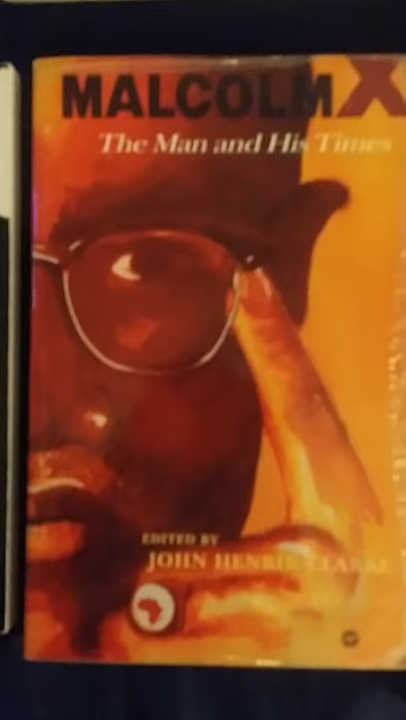 MALCOLM X
The Man and His Times
EDITED BY
JOHN HENRIK CLARKE